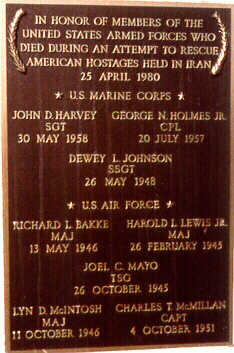 IN HONOR OF MEMBERS OF THE
UNITED STATES ARMED FORCES WHO
DIED DURING AN ATTEMPT TO RESCUE
AMERICAN HOSTAGES HELD IN IRAN
25 APRIL 1980
★ U.S. MARINE CORPS ★
JOHN D. HARVEY GEORGE N. HOLMES JR.
SGT CPL
30 MAY 1958 20 JULY 1957
DEWEY L. JOHNSON
SSGT
26 MAY 1948
★ U.S. AIR FORCE ★
RICHARD L. BAKKE HAROLD L. LEWIS JR.
MAJ MAJ
13 MAY 1946 26 FEBRUARY 1945
JOEL C. MAYO
TSG
26 OCTOBER 1945
LYN D. McINTOSH CHARLES T. McMILLAN
MAJ CAPT
11 OCTOBER 1946 4 OCTOBER 1951